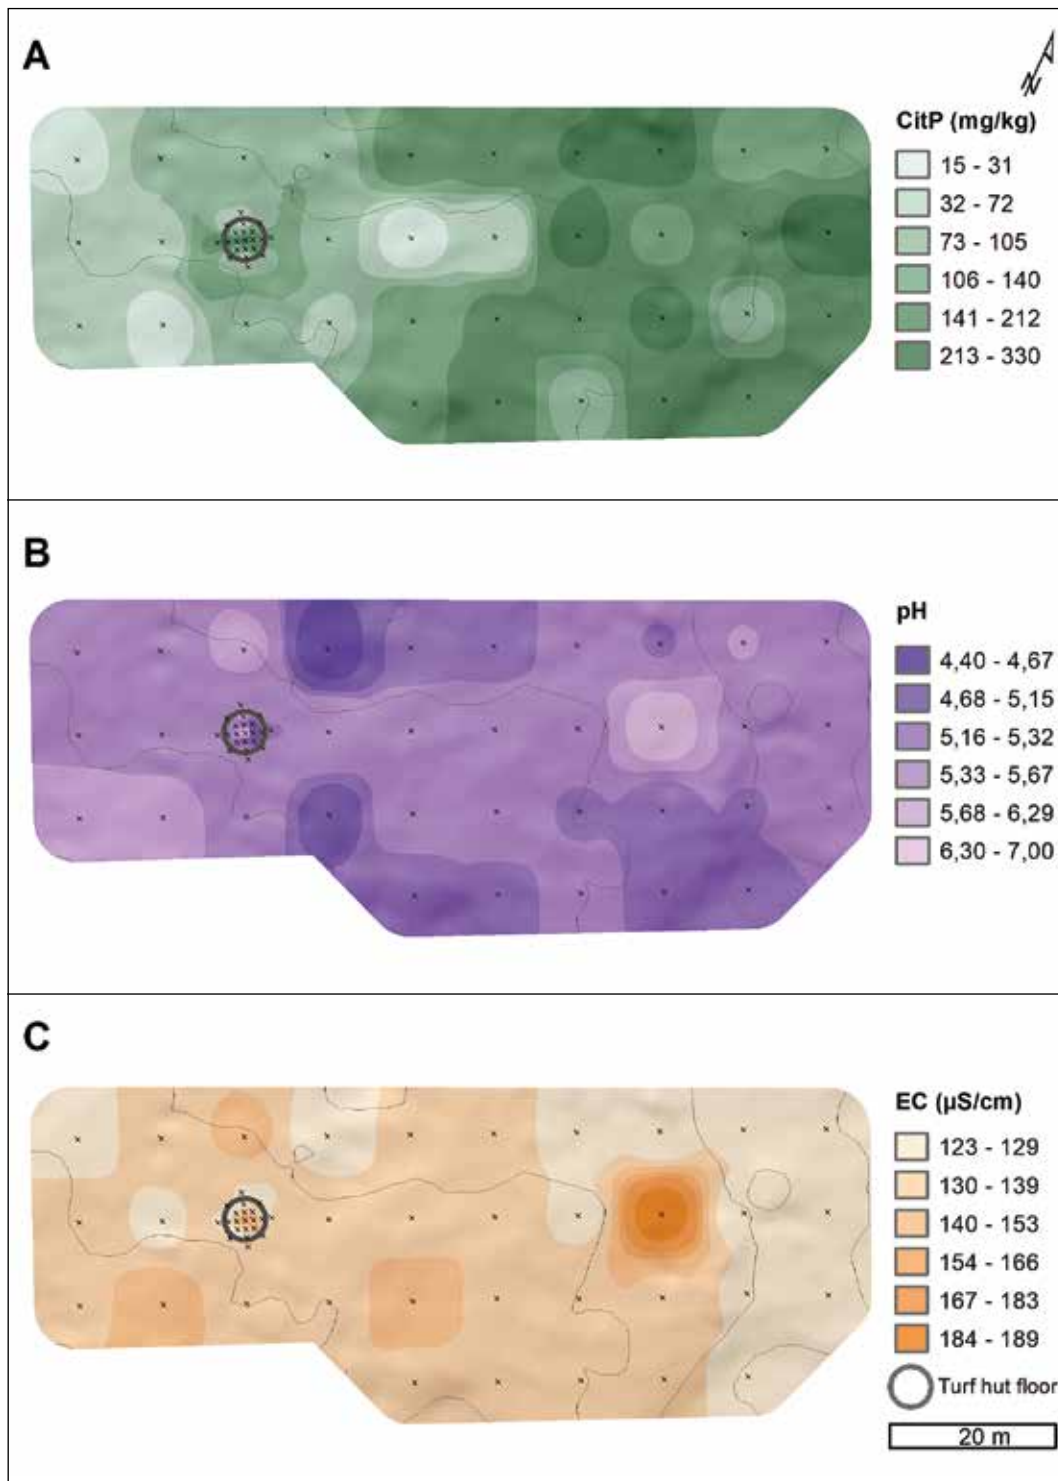 A
N
CitP (mg/kg)
15 - 31
32 - 72
73 - 105
106 - 140
141 - 212
213 - 330
B
pH
4,40 - 4,67
4,68 - 5,15
5,16 - 5,32
5,33 - 5,67
5,68 - 6,29
6,30 - 7,00
C
EC (µS/cm)
123 - 129
130 - 139
140 - 153
154 - 166
167 - 183
184 - 189
Turf hut floor
20 m